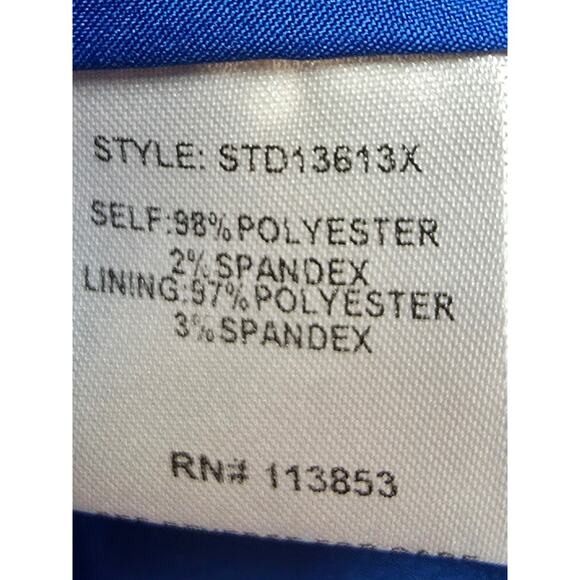 STYLE: STD13613X
SELF:98% POLYESTER
2% SPANDEX
LINING:97% POLYESTER
3% SPANDEX
RN# 113853